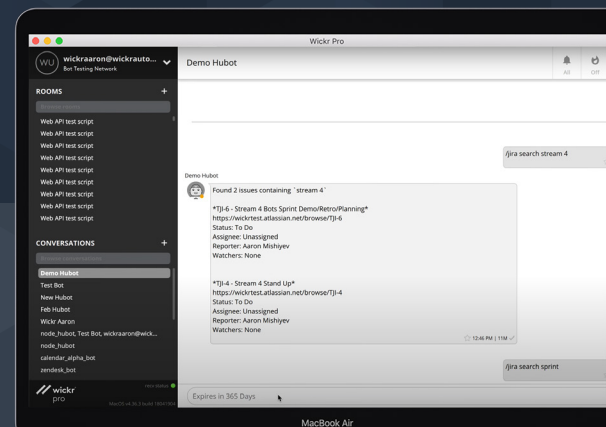 Wickr Pro
WU
wickraaron@wickrauto...
Bot Testing Network
Demo Hubot
All
Off
ROOMS +
Browse rooms
Web API test script
Web API test script
Web API test script
Web API test script
Web API test script
Web API test script
Web API test script
Web API test script
Web API test script
CONVERSATIONS +
Browse conversations
Demo Hubot
Test Bot
New Hubot
Feb Hubot
Wickr Aaron
node_hubot, Test Bot, wickraaron@wick...
node_hubot
calendar_alpha_bot
zendesk_bot
wickr
pro
/jira search stream 4
Demo Hubot
Found 2 issues containing `stream 4`
*TJI-6 - Stream 4 Bots Sprint Demo/Retro/Planning*
https://wickrtest.atlassian.net/browse/TJI-6
Status: To Do
Assignee: Unassigned
Reporter: Aaron Mishiyev
Watchers: None
*TJI-4 - Stream 4 Stand Up*
https://wickrtest.atlassian.net/browse/TJI-4
Status: To Do
Assignee: Unassigned
Reporter: Aaron Mishiyev
Watchers: None
12:46 PM | 11M
/jira search sprint
Expires in 365 Days
MacBook Air